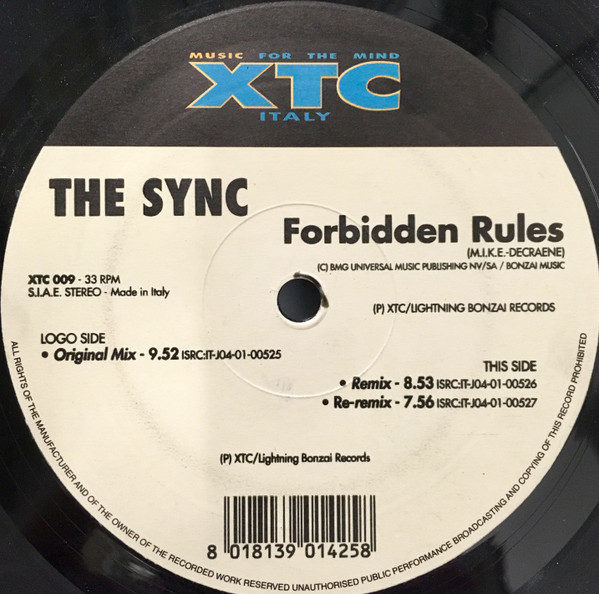 MUSIC FOR THE MIND
XTC
ITALY
THE SYNC
Forbidden Rules
(M.I.K.E.-DECRAENE)
(C) BMG UNIVERSAL MUSIC PUBLISHING NV/SA / BONZAI MUSIC
XTC 009 - 33 RPM
S.I.A.E. STEREO - Made in Italy
(P) XTC/LIGHTNING BONZAI RECORDS
LOGO SIDE
• Original Mix - 9.52 ISRC:IT-J04-01-00525
THIS SIDE
• Remix - 8.53 ISRC:IT-J04-01-00526
• Re-remix - 7.56 ISRC:IT-J04-01-00527
(P) XTC/Lightning Bonzai Records
8 018139 014258
ALL RIGHTS OF THE MANUFACTURER AND OF THE OWNER OF THE RECORDED WORK RESERVED UNAUTHORISED PUBLIC PERFORMANCE BROADCASTING AND COPYING OF THIS RECORD PROHIBITED